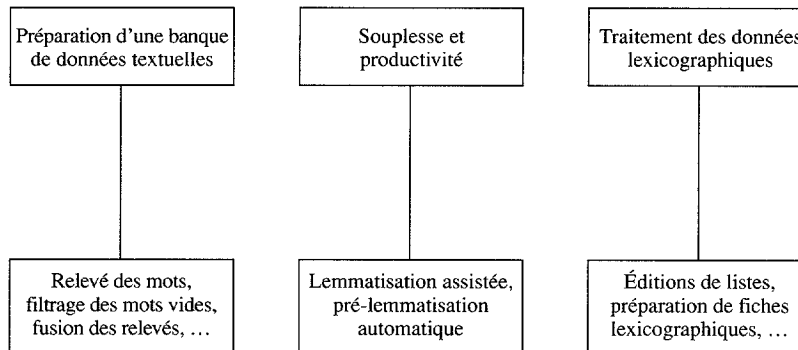 Préparation d'une banque
de données textuelles
Souplesse et
productivité
Traitement des données
lexicographiques
Relevé des mots,
filtrage des mots vides,
fusion des relevés, …
Lemmatisation assistée,
pré-lemmatisation
automatique
Éditions de listes,
préparation de fiches
lexicographiques, …